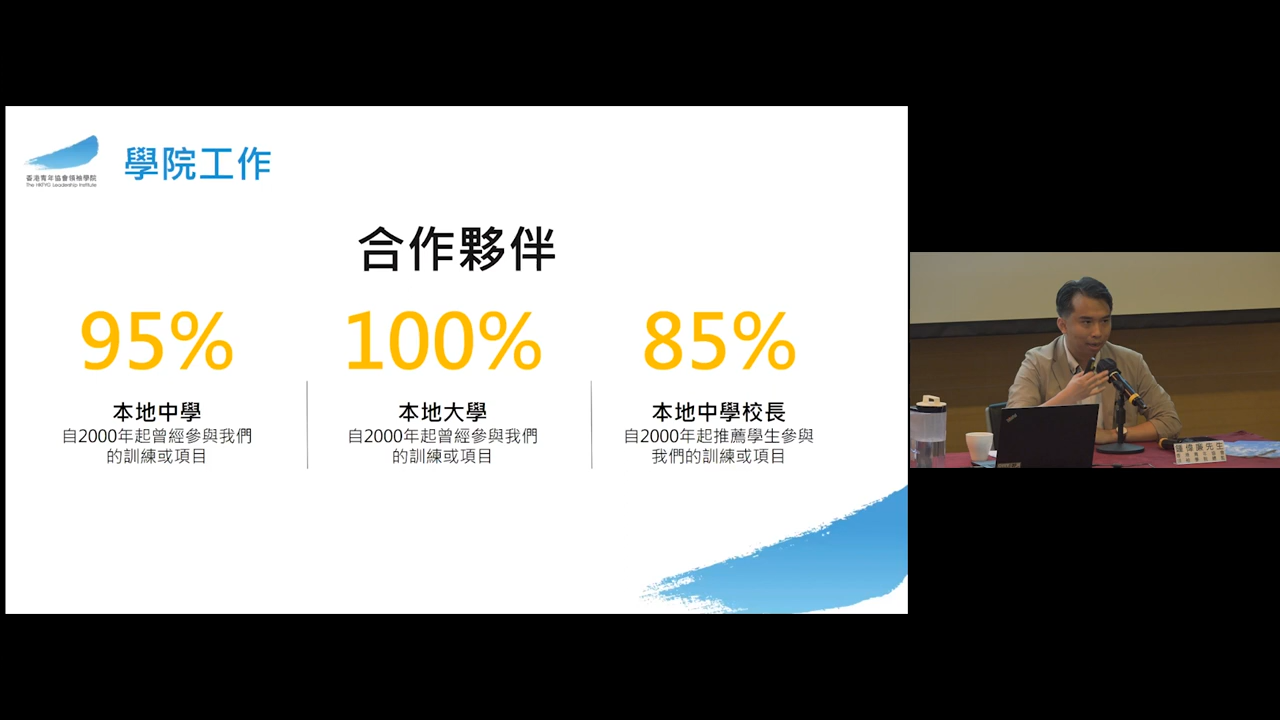 學院工作
香港青年協會領袖學院
The HKFYG Leadership Institute
合作夥伴
95%
本地中學
自2000年起曾經參與我們
的訓練或項目
100%
本地大學
自2000年起曾經參與我們
的訓練或項目
85%
本地中學校長
自2000年起推薦學生參與
我們的訓練或項目